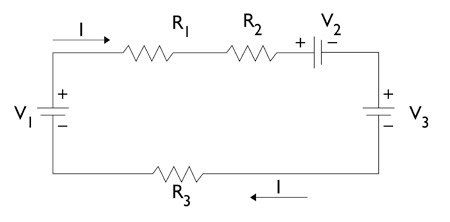 I
R1
R2
V2
+ −
+
V1
−
+
V3
−
R3
I